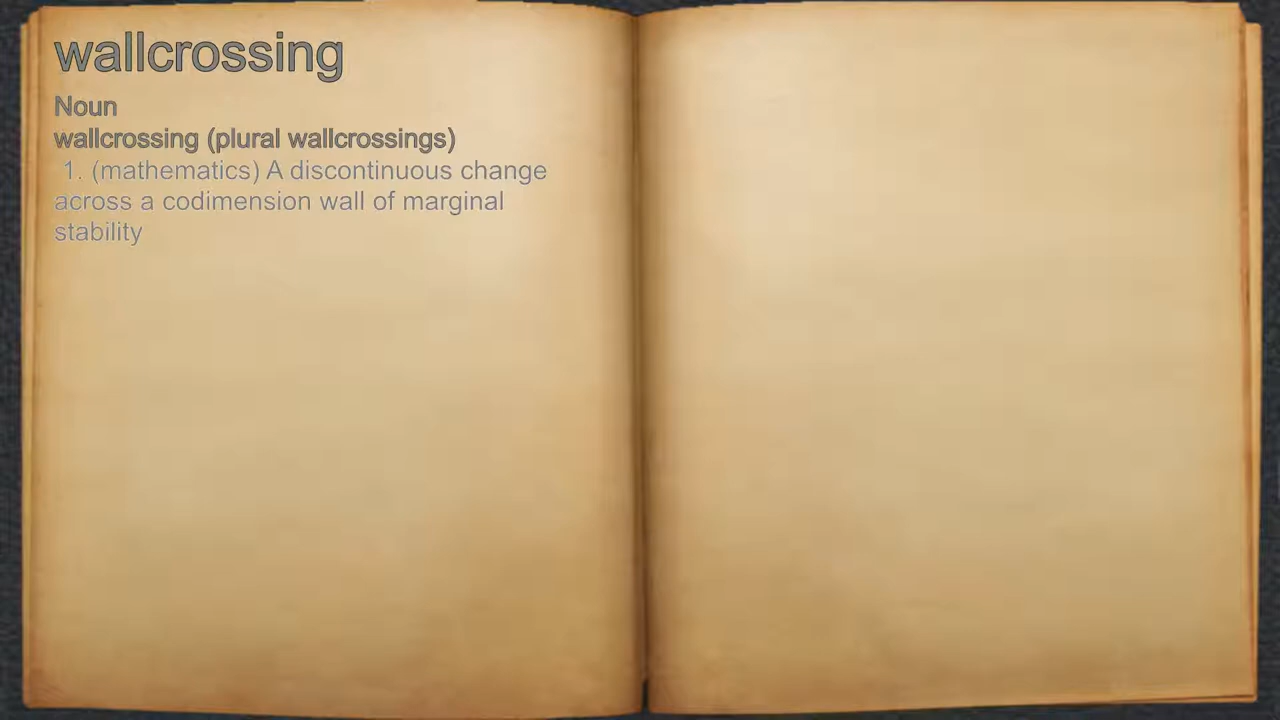 wallcrossing
Noun
wallcrossing (plural wallcrossings)
1. (mathematics) A discontinuous change
across a codimension wall of marginal
stability